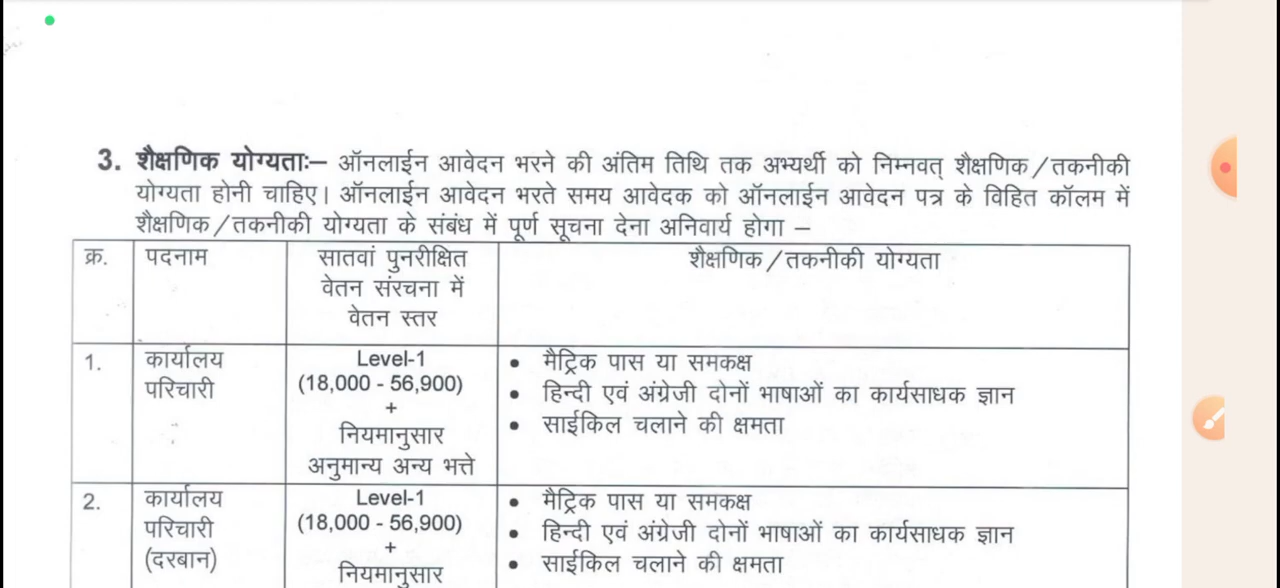 3. शैक्षणिक योग्यताः– ऑनलाईन आवेदन भरने की अंतिम तिथि तक अभ्यर्थी को निम्नवत् शैक्षणिक/तकनीकी
योग्यता होनी चाहिए। ऑनलाईन आवेदन भरते समय आवेदक को ऑनलाईन आवेदन पत्र के विहित कॉलम में
शैक्षणिक/तकनीकी योग्यता के संबंध में पूर्ण सूचना देना अनिवार्य होगा –
क्र. पदनाम सातवां पुनरीक्षित शैक्षणिक/तकनीकी योग्यता
वेतन संरचना में
वेतन स्तर
1. कार्यालय Level-1 • मैट्रिक पास या समकक्ष
परिचारी (18,000 - 56,900) • हिन्दी एवं अंग्रेजी दोनों भाषाओं का कार्यसाधक ज्ञान
+ • साईकिल चलाने की क्षमता
नियमानुसार
अनुमान्य अन्य भत्ते
2. कार्यालय Level-1 • मैट्रिक पास या समकक्ष
परिचारी (18,000 - 56,900) • हिन्दी एवं अंग्रेजी दोनों भाषाओं का कार्यसाधक ज्ञान
(दरबान) + • साईकिल चलाने की क्षमता
नियमानुसार